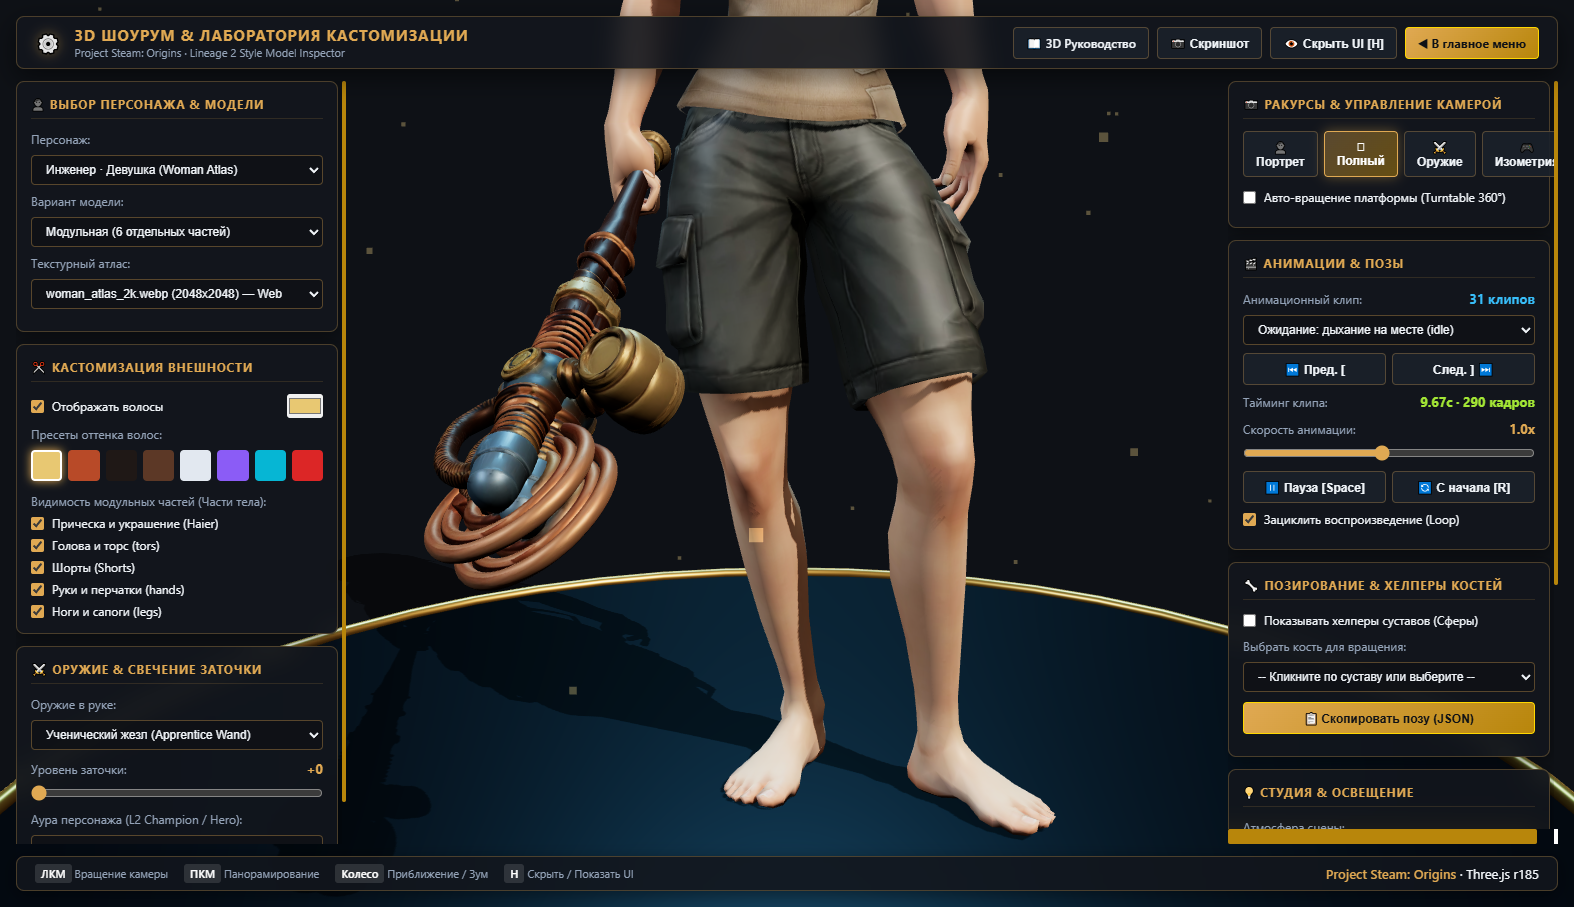 3D ШОУРУМ & ЛАБОРАТОРИЯ КАСТОМИЗАЦИИ
Project Steam: Origins · Lineage 2 Style Model Inspector
3D Руководство
Скриншот
Скрыть UI [H]
◀ В главное меню
ВЫБОР ПЕРСОНАЖА & МОДЕЛИ
Персонаж:
Инженер - Девушка (Woman Atlas)
Вариант модели:
Модульная (6 отдельных частей)
Текстурный атлас:
woman_atlas_2k.webp (2048x2048) — Web
КАСТОМИЗАЦИЯ ВНЕШНОСТИ
Отображать волосы
Пресеты оттенка волос:
Видимость модульных частей (Части тела):
Прическа и украшение (Haier)
Голова и торс (tors)
Шорты (Shorts)
Руки и перчатки (hands)
Ноги и сапоги (legs)
ОРУЖИЕ & СВЕЧЕНИЕ ЗАТОЧКИ
Оружие в руке:
Ученический жезл (Apprentice Wand)
Уровень заточки: +0
Аура персонажа (L2 Champion / Hero):
РАКУРСЫ & УПРАВЛЕНИЕ КАМЕРОЙ
Портрет
Полный
Оружие
Изометрия
Авто-вращение платформы (Turntable 360°)
АНИМАЦИИ & ПОЗЫ
Анимационный клип: 31 клипов
Ожидание: дыхание на месте (idle)
Пред. [
След. ]
Тайминг клипа: 9.67с · 290 кадров
Скорость анимации: 1.0x
Пауза [Space]
С начала [R]
Зациклить воспроизведение (Loop)
ПОЗИРОВАНИЕ & ХЕЛПЕРЫ КОСТЕЙ
Показывать хелперы суставов (Сферы)
Выбрать кость для вращения:
-- Кликните по суставу или выберите --
Скопировать позу (JSON)
СТУДИЯ & ОСВЕЩЕНИЕ
Атмосфера сцены:
ЛКМ Вращение камеры
ПКМ Панорамирование
Колесо Приближение / Зум
H Скрыть / Показать UI
Project Steam: Origins · Three.js r185